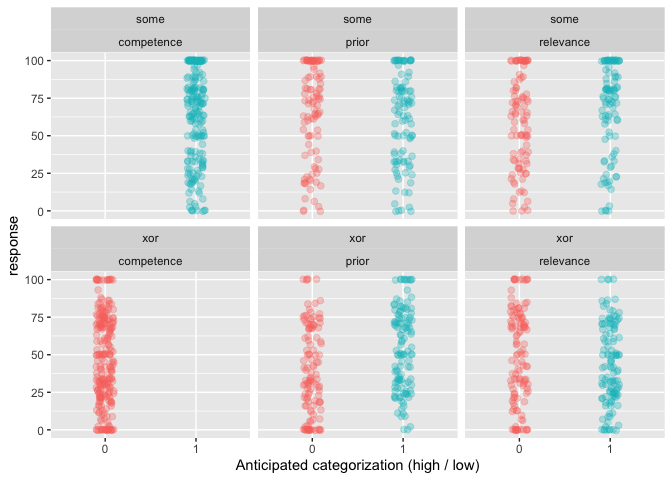 some some some
competence prior relevance
100
75
50
25
0
xor xor xor
competence prior relevance
100
75
50
25
0
response
0 1 0 1 0 1
Anticipated categorization (high / low)